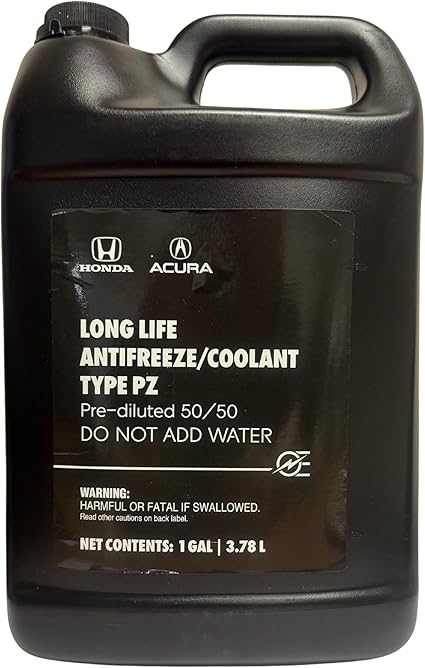 HONDA ACURA
LONG LIFE
ANTIFREEZE/COOLANT
TYPE PZ
Pre-diluted 50/50
DO NOT ADD WATER
OE
WARNING:
HARMFUL OR FATAL IF SWALLOWED.
Read other cautions on back label.
NET CONTENTS: 1 GAL | 3.78 L